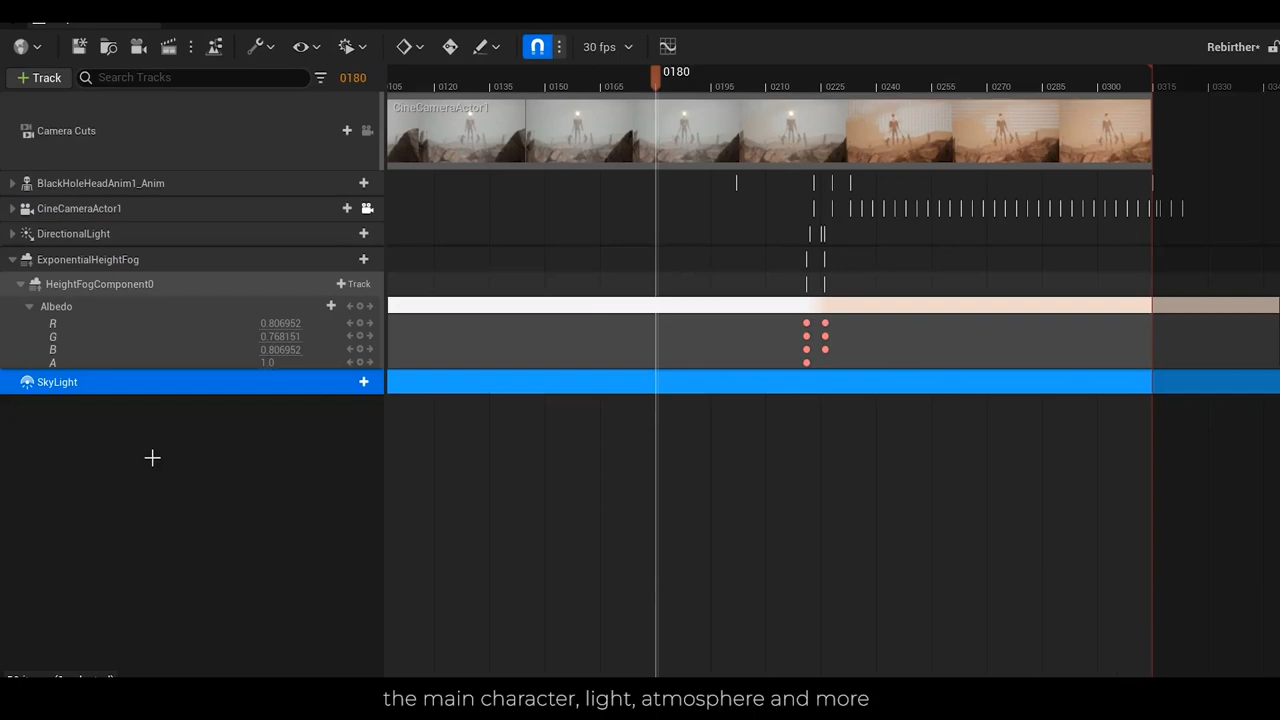 30 fps
Rebirther*
+ Track
Search Tracks
0180
0180
105
0120
0135
0150
0165
0195
0210
0225
0240
0255
0270
0285
0300
0315
0330
Camera Cuts
CineCameraActor1
BlackHoleHeadAnim1_Anim
CineCameraActor1
DirectionalLight
ExponentialHeightFog
HeightFogComponent0
+ Track
Albedo
R
0.806952
G
0.768151
B
0.806952
A
1.0
SkyLight
the main character, light, atmosphere and more